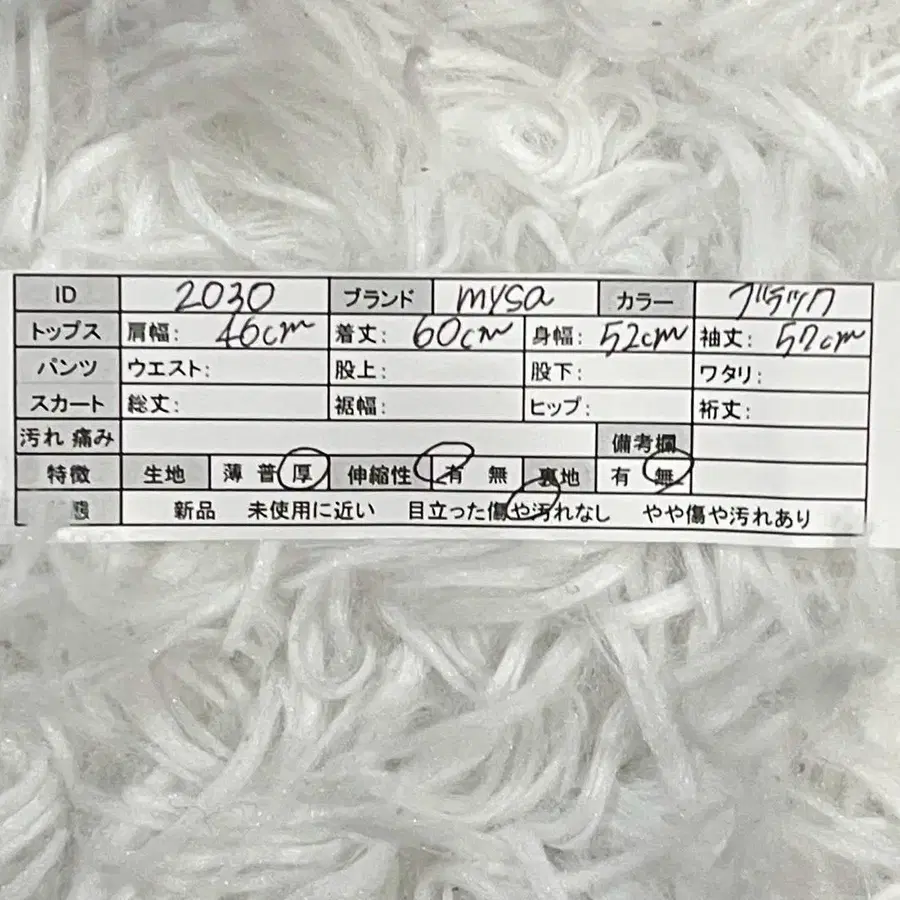 ID 2030 ブランド mysa カラー ブラック
トップス 肩幅: 46cm 着丈: 60cm 身幅: 52cm 袖丈: 57cm
パンツ ウエスト: 股上: 股下: ワタリ:
スカート 総丈: 裾幅: ヒップ: 裄丈:
汚れ 痛み 備考欄
特徴 生地 薄 普 厚 伸縮性 有 無 裏地 有 無
態 新品 未使用に近い 目立った傷や汚れなし やや傷や汚れあり